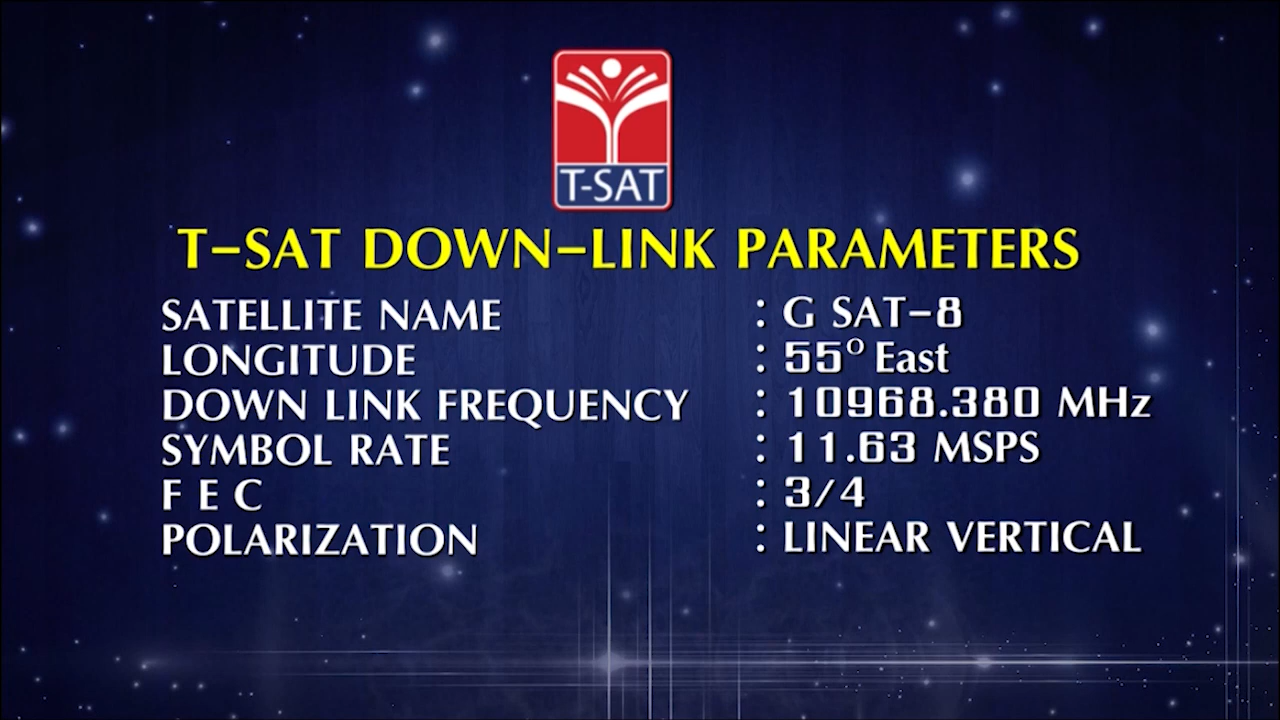 T-SAT
T-SAT DOWN-LINK PARAMETERS
SATELLITE NAME : G SAT-8
LONGITUDE : 55° East
DOWN LINK FREQUENCY : 10968.380 MHz
SYMBOL RATE : 11.63 MSPS
F E C : 3/4
POLARIZATION : LINEAR VERTICAL